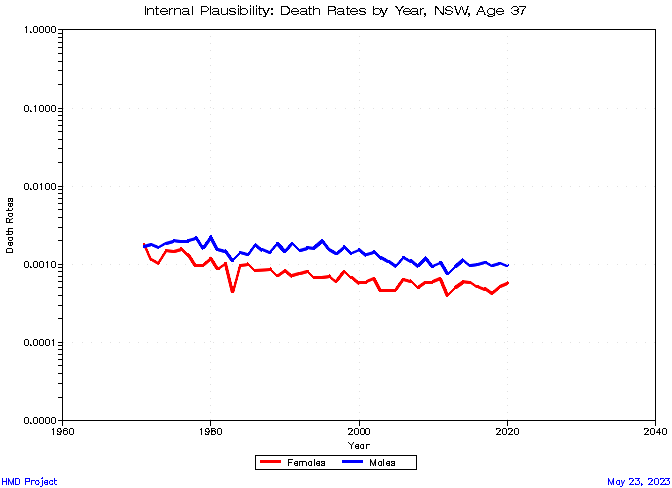 Internal Plausibility: Death Rates by Year, NSW, Age 37
1.0000
0.1000
0.0100
0.0010
0.0001
0.0000
Death Rates
1960 1980 2000 2020 2040
Year
Females Males
HMD Project May 23, 2023